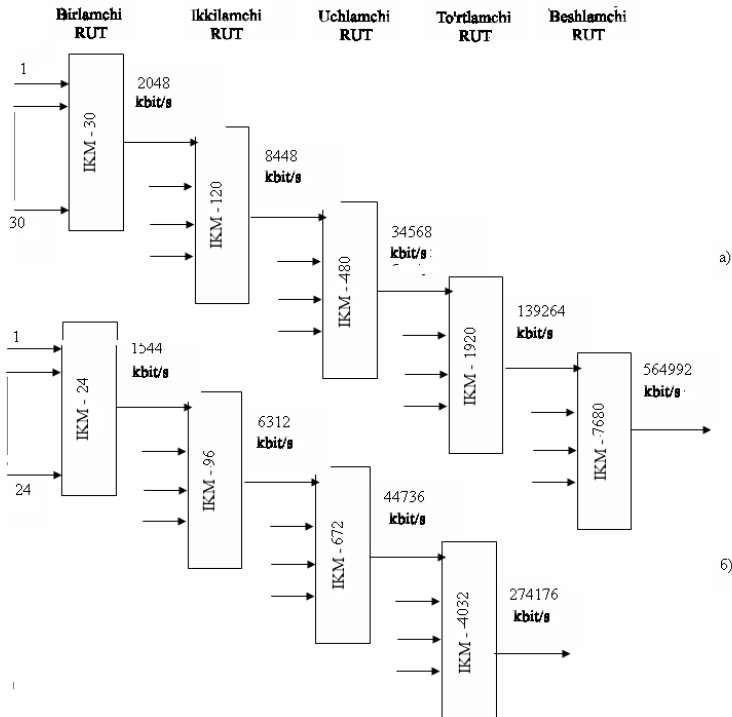 Birlamchi RUT
Ikkilamchi RUT
Uchlamchi RUT
To'rtlamchi RUT
Beshlamchi RUT
1
30
IKM - 30
2048
kbit/s
IKM - 120
8448
kbit/s
IKM - 480
34568
kbit/s
IKM - 1920
139264
kbit/s
IKM - 7680
564992
kbit/s
a)
1
24
IKM - 24
1544
kbit/s
IKM - 96
6312
kbit/s
IKM - 672
44736
kbit/s
IKM - 4032
274176
kbit/s
б)